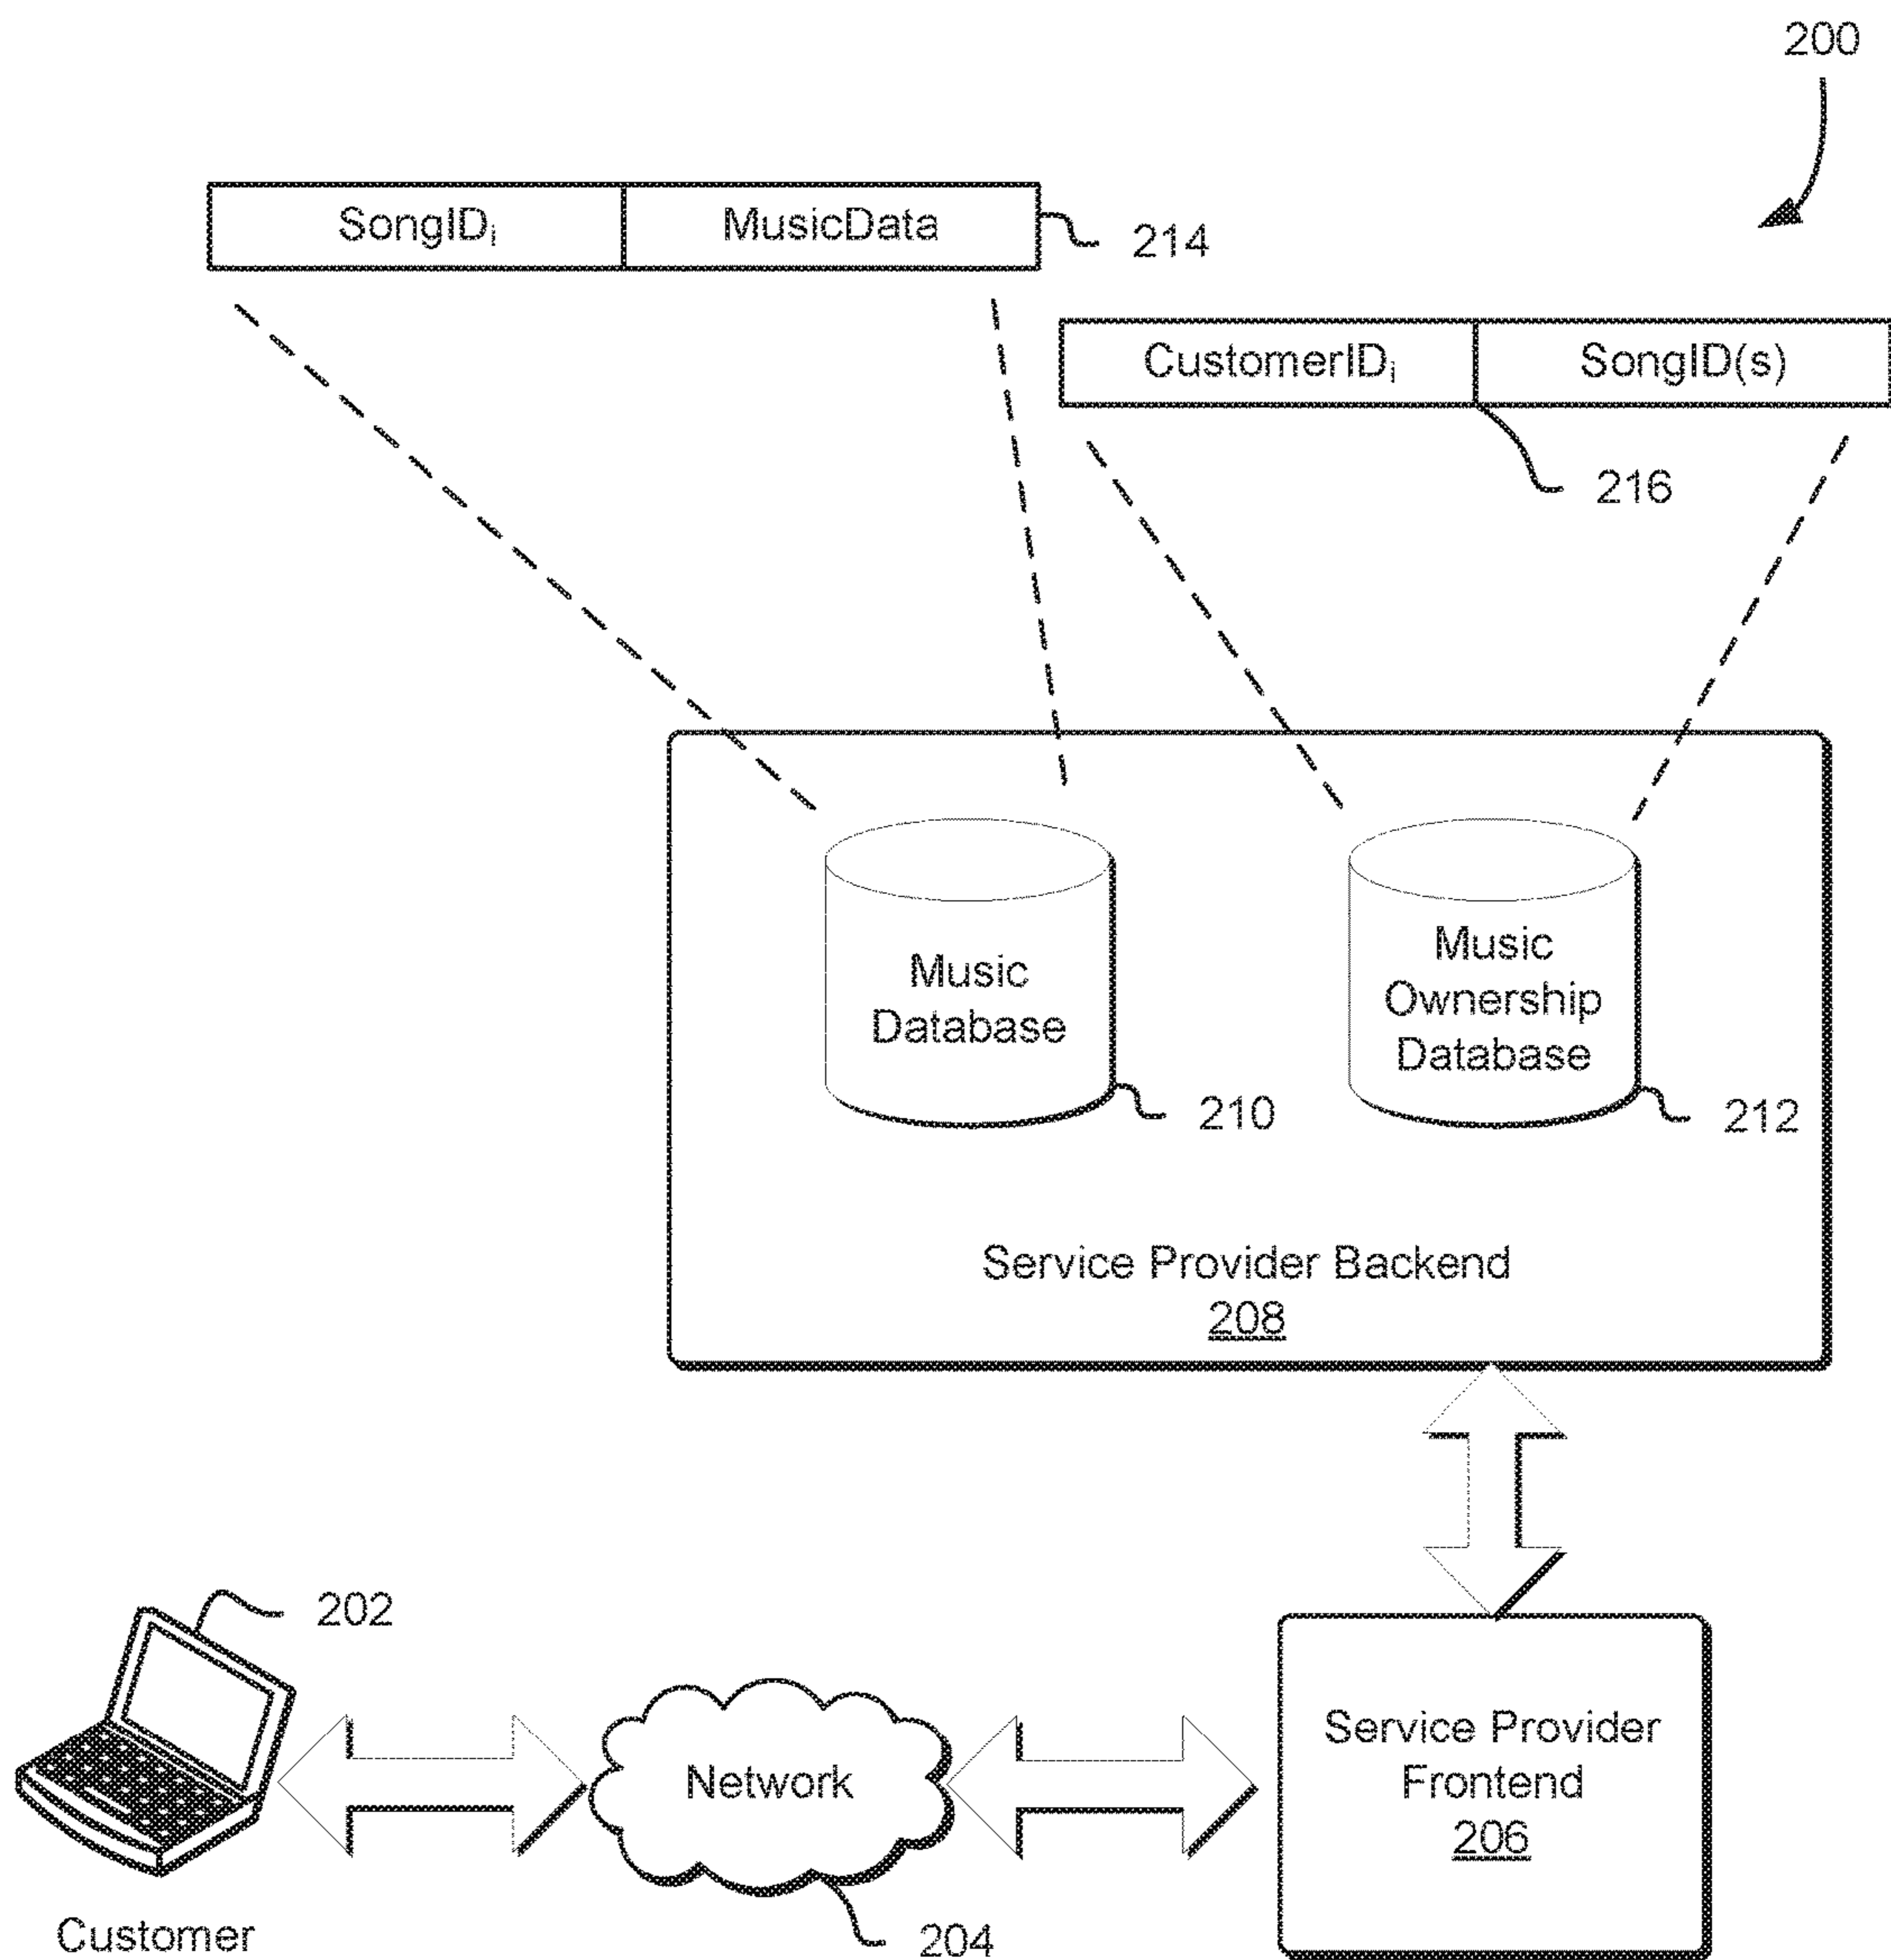 200
SongIDᵢ MusicData
214
CustomerIDᵢ SongID(s)
216
Music
Database
210
Music
Ownership
Database
212
Service Provider Backend
208
202
Customer
Network
204
Service Provider
Frontend
206